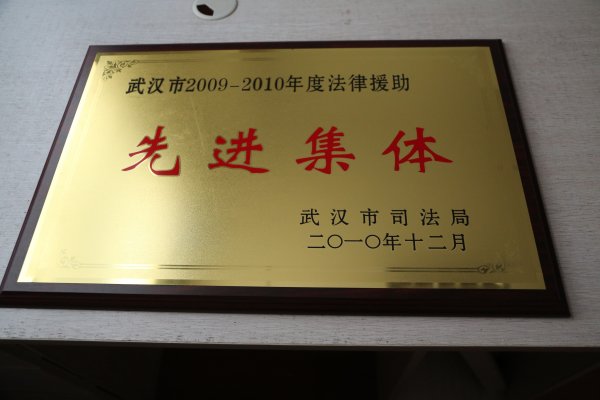 武汉市2009-2010年度法律援助
先进集体
武汉市司法局
二〇一〇年十二月